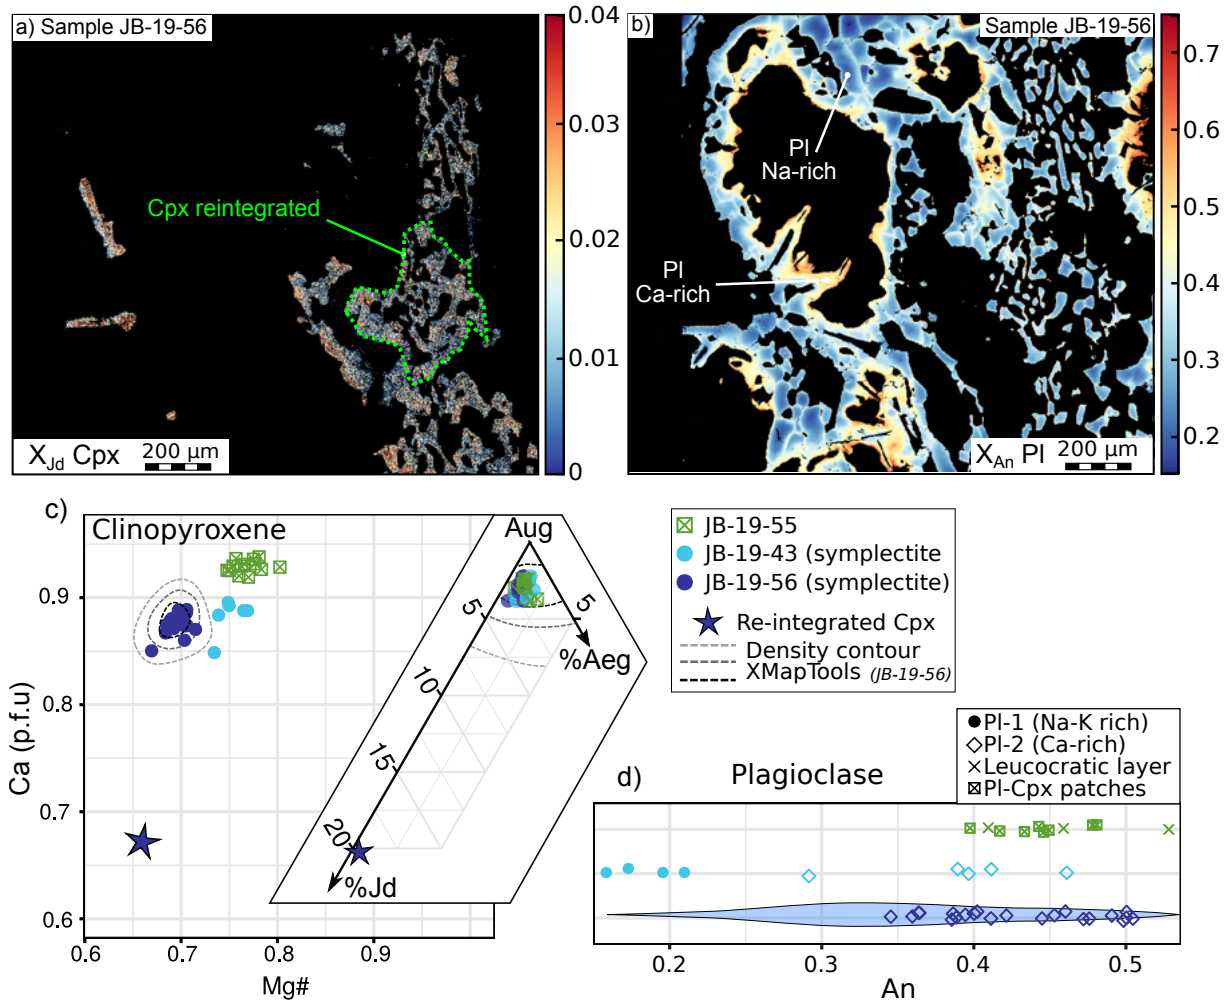 a) Sample JB-19-56
0.04
0.03
0.02
0.01
0
Cpx reintegrated
XJd Cpx
200 µm
b)
Sample JB-19-56
0.7
0.6
0.5
0.4
0.3
0.2
Pl
Na-rich
Pl
Ca-rich
XAn Pl
200 µm
c)
Clinopyroxene
Ca (p.f.u)
0.9
0.8
0.7
0.6
0.6
0.7
0.8
0.9
Mg#
Aug
5
5
%Aeg
10
15
20
%Jd
JB-19-55
JB-19-43 (symplectite
JB-19-56 (symplectite)
Re-integrated Cpx
Density contour
XMapTools (JB-19-56)
Pl-1 (Na-K rich)
Pl-2 (Ca-rich)
Leucocratic layer
Pl-Cpx patches
d)
Plagioclase
0.2
0.3
0.4
0.5
An